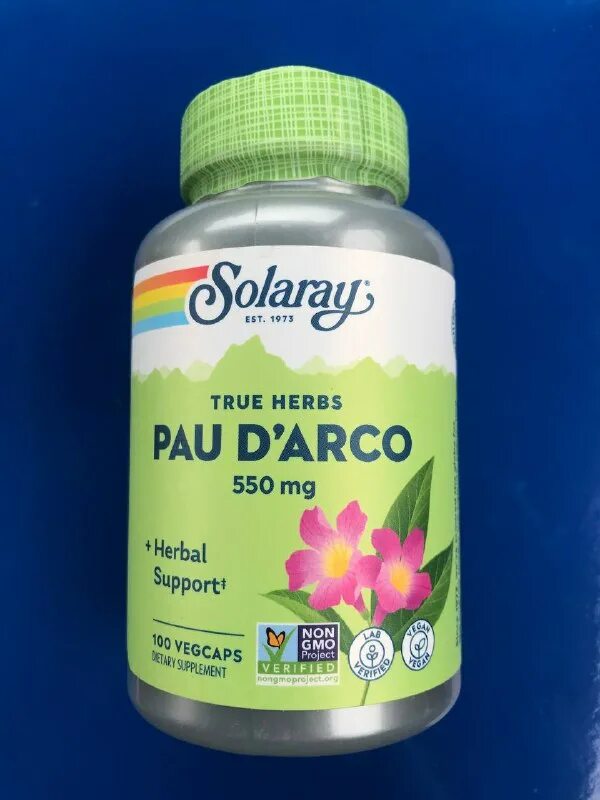 Solaray®
EST. 1973
TRUE HERBS
PAU D'ARCO
550 mg
+ Herbal
Support‡
100 VEGCAPS
DIETARY SUPPLEMENT
NON
GMO
Project
VERIFIED
nongmoproject.org
LAB
VERIFIED
VEGAN
VEGAN